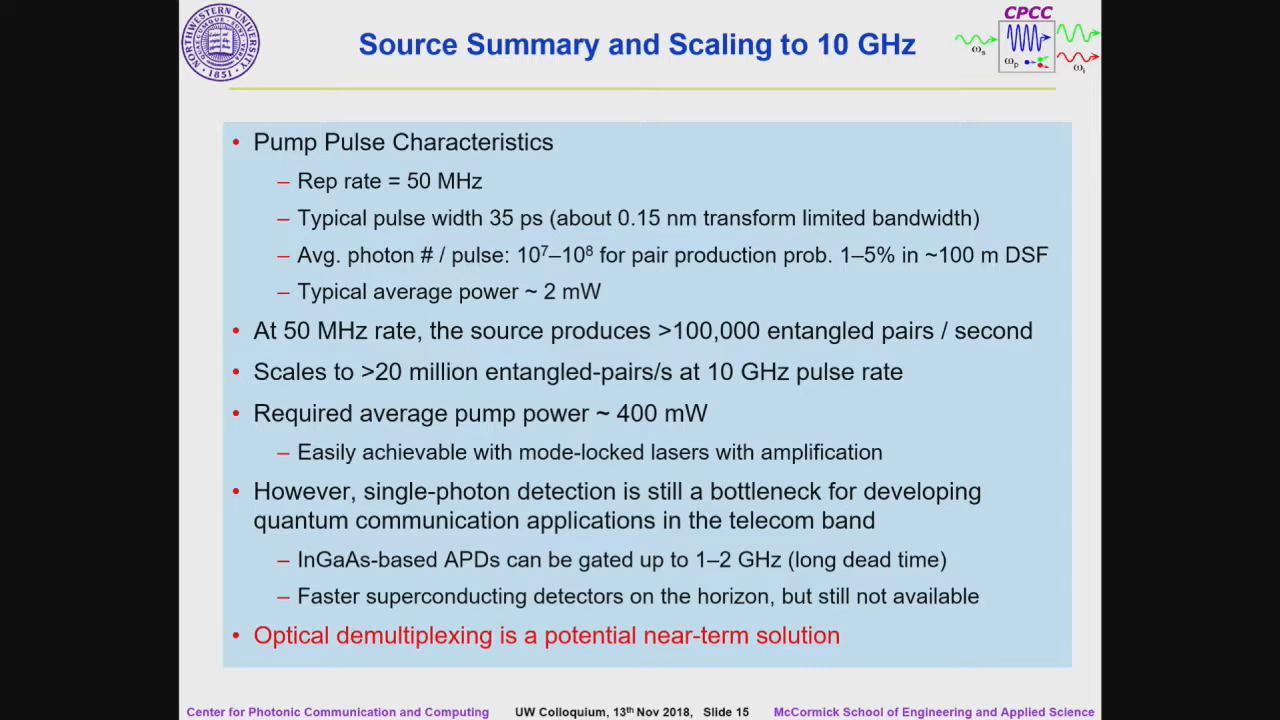 NORTHWESTERN UNIVERSITY
• 1851 •
Source Summary and Scaling to 10 GHz
CPCC
ωs
ωp
ωi
• Pump Pulse Characteristics
– Rep rate = 50 MHz
– Typical pulse width 35 ps (about 0.15 nm transform limited bandwidth)
– Avg. photon # / pulse: 10⁷–10⁸ for pair production prob. 1–5% in ~100 m DSF
– Typical average power ~ 2 mW
• At 50 MHz rate, the source produces >100,000 entangled pairs / second
• Scales to >20 million entangled-pairs/s at 10 GHz pulse rate
• Required average pump power ~ 400 mW
– Easily achievable with mode-locked lasers with amplification
• However, single-photon detection is still a bottleneck for developing
quantum communication applications in the telecom band
– InGaAs-based APDs can be gated up to 1–2 GHz (long dead time)
– Faster superconducting detectors on the horizon, but still not available
• Optical demultiplexing is a potential near-term solution
Center for Photonic Communication and Computing UW Colloquium, 13th Nov 2018, Slide 15 McCormick School of Engineering and Applied Science